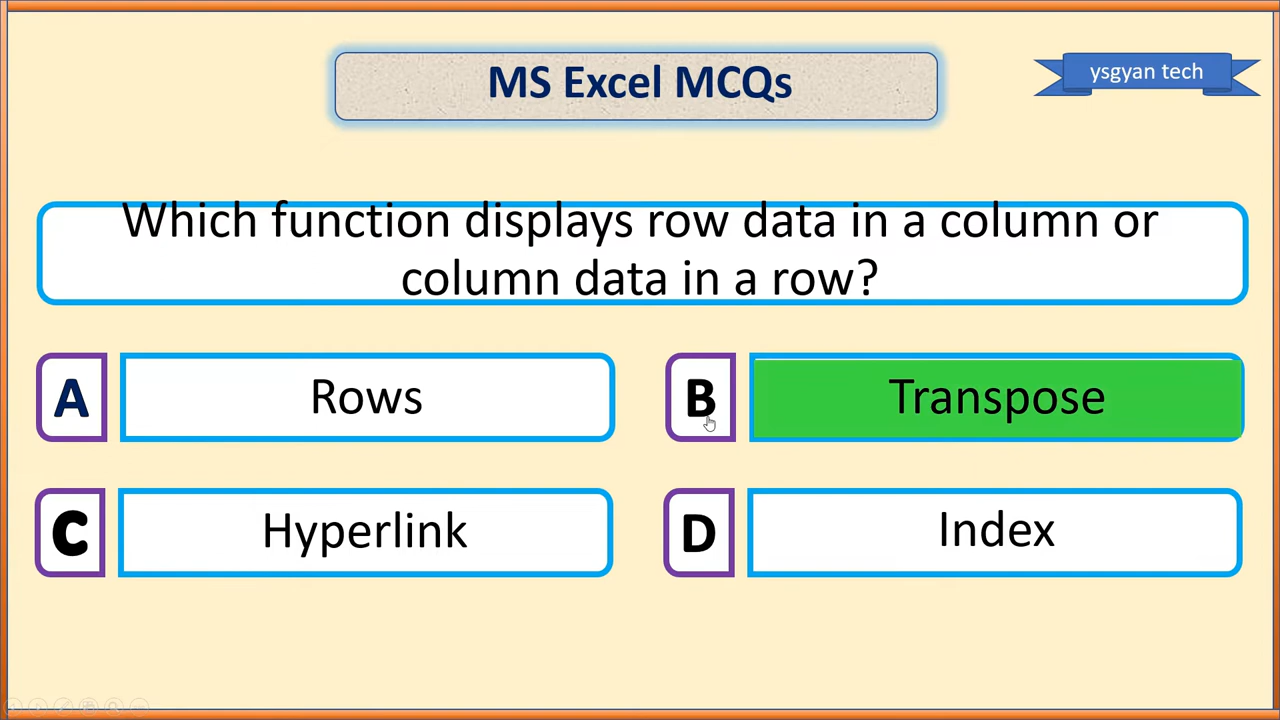 MS Excel MCQs
ysgyan tech
Which function displays row data in a column or
column data in a row?
A
Rows
B
Transpose
C
Hyperlink
D
Index